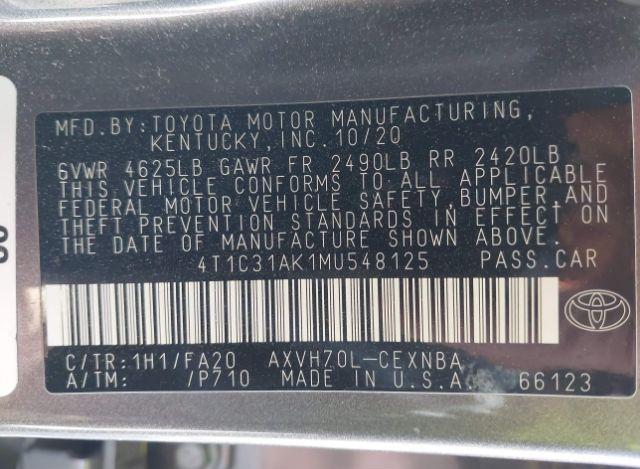 MFD.BY:TOYOTA MOTOR MANUFACTURING,
KENTUCKY,INC.10/20
GVWR 4625LB GAWR FR 2490LB RR 2420LB
THIS VEHICLE CONFORMS TO ALL APPLICABLE
FEDERAL MOTOR VEHICLE SAFETY,BUMPER,AND
THEFT PREVENTION STANDARDS IN EFFECT ON
THE DATE OF MANUFACTURE SHOWN ABOVE.
4T1C31AK1MU548125 PASS.CAR
C/TR:1H1/FA20 AXVH70L-CEXNBA
A/TM: /P710 MADE IN U.S.A. 66123